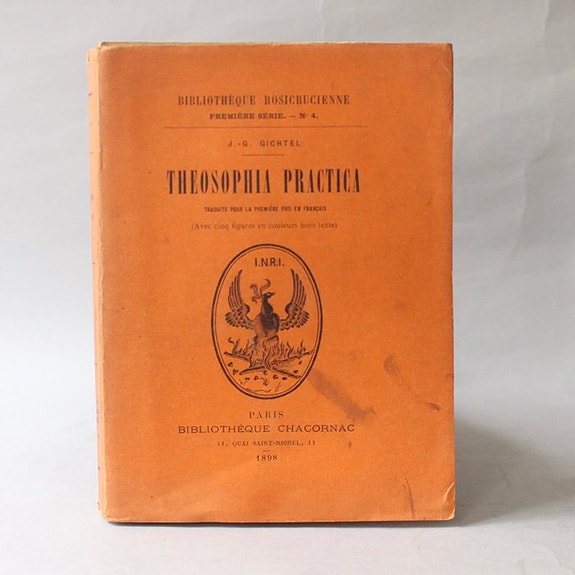 BIBLIOTHÈQUE ROSICRUCIENNE
PREMIÈRE SÉRIE. — N° 4.
J.-G. GICHTEL
THEOSOPHIA PRACTICA
TRADUITE POUR LA PREMIÈRE FOIS EN FRANÇAIS
(Avec cinq figures en couleurs hors texte)
I.N.R.I.
PARIS
BIBLIOTHÈQUE CHACORNAC
11, QUAI SAINT-MICHEL, 11
1898